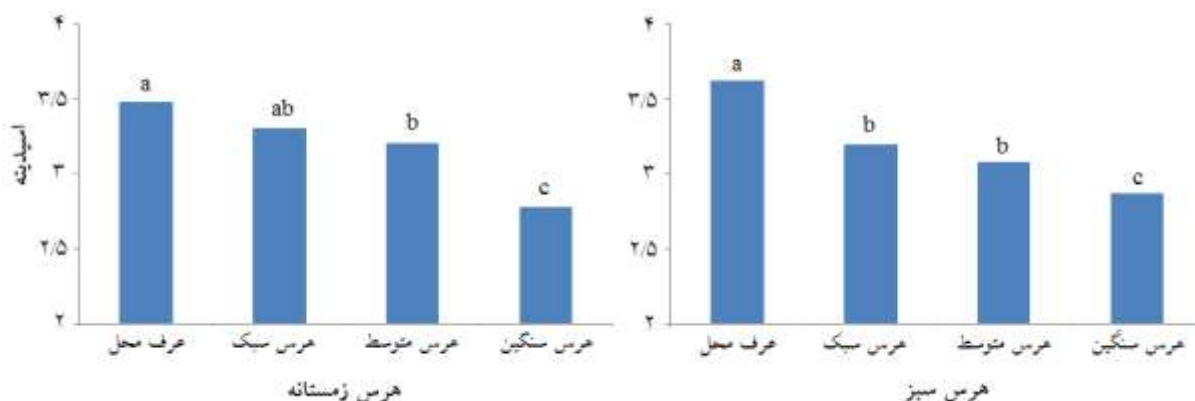 اسیدیته
۴
۳/۵
۳
۲/۵
۲
a
ab
b
c
عرف محل
هرس سبک
هرس متوسط
هرس سنگین
هرس زمستانه
۴
۳/۵
۳
۲/۵
۲
a
b
b
c
عرف محل
هرس سبک
هرس متوسط
هرس سنگین
هرس سبز